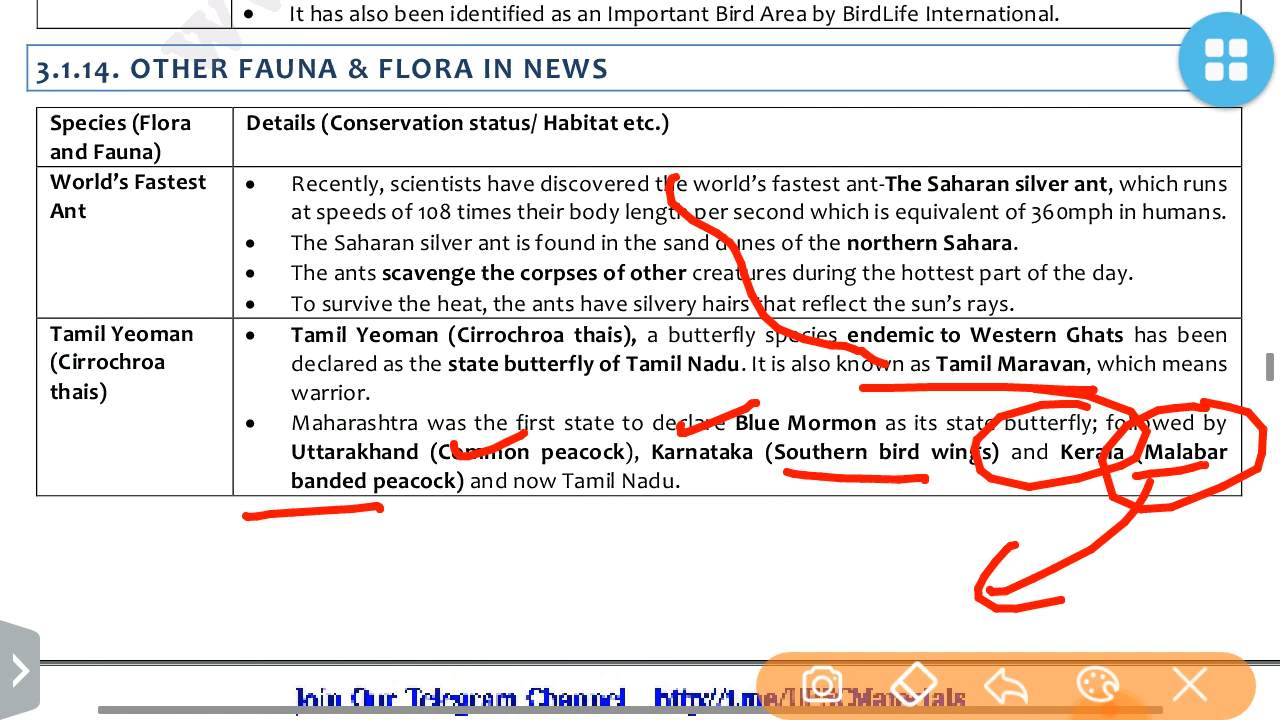 • It has also been identified as an Important Bird Area by BirdLife International.
3.1.14. OTHER FAUNA & FLORA IN NEWS
Species (Flora and Fauna)
Details (Conservation status/ Habitat etc.)
World's Fastest Ant
• Recently, scientists have discovered the world's fastest ant-The Saharan silver ant, which runs
at speeds of 108 times their body length per second which is equivalent of 360mph in humans.
• The Saharan silver ant is found in the sand dunes of the northern Sahara.
• The ants scavenge the corpses of other creatures during the hottest part of the day.
• To survive the heat, the ants have silvery hairs that reflect the sun's rays.
Tamil Yeoman
(Cirrochroa
thais)
• Tamil Yeoman (Cirrochroa thais), a butterfly species endemic to Western Ghats has been
declared as the state butterfly of Tamil Nadu. It is also known as Tamil Maravan, which means
warrior.
• Maharashtra was the first state to declare Blue Mormon as its state butterfly; followed by
Uttarakhand (Common peacock), Karnataka (Southern bird wings) and Kerala (Malabar
banded peacock) and now Tamil Nadu.
Join Our Telegram Channel